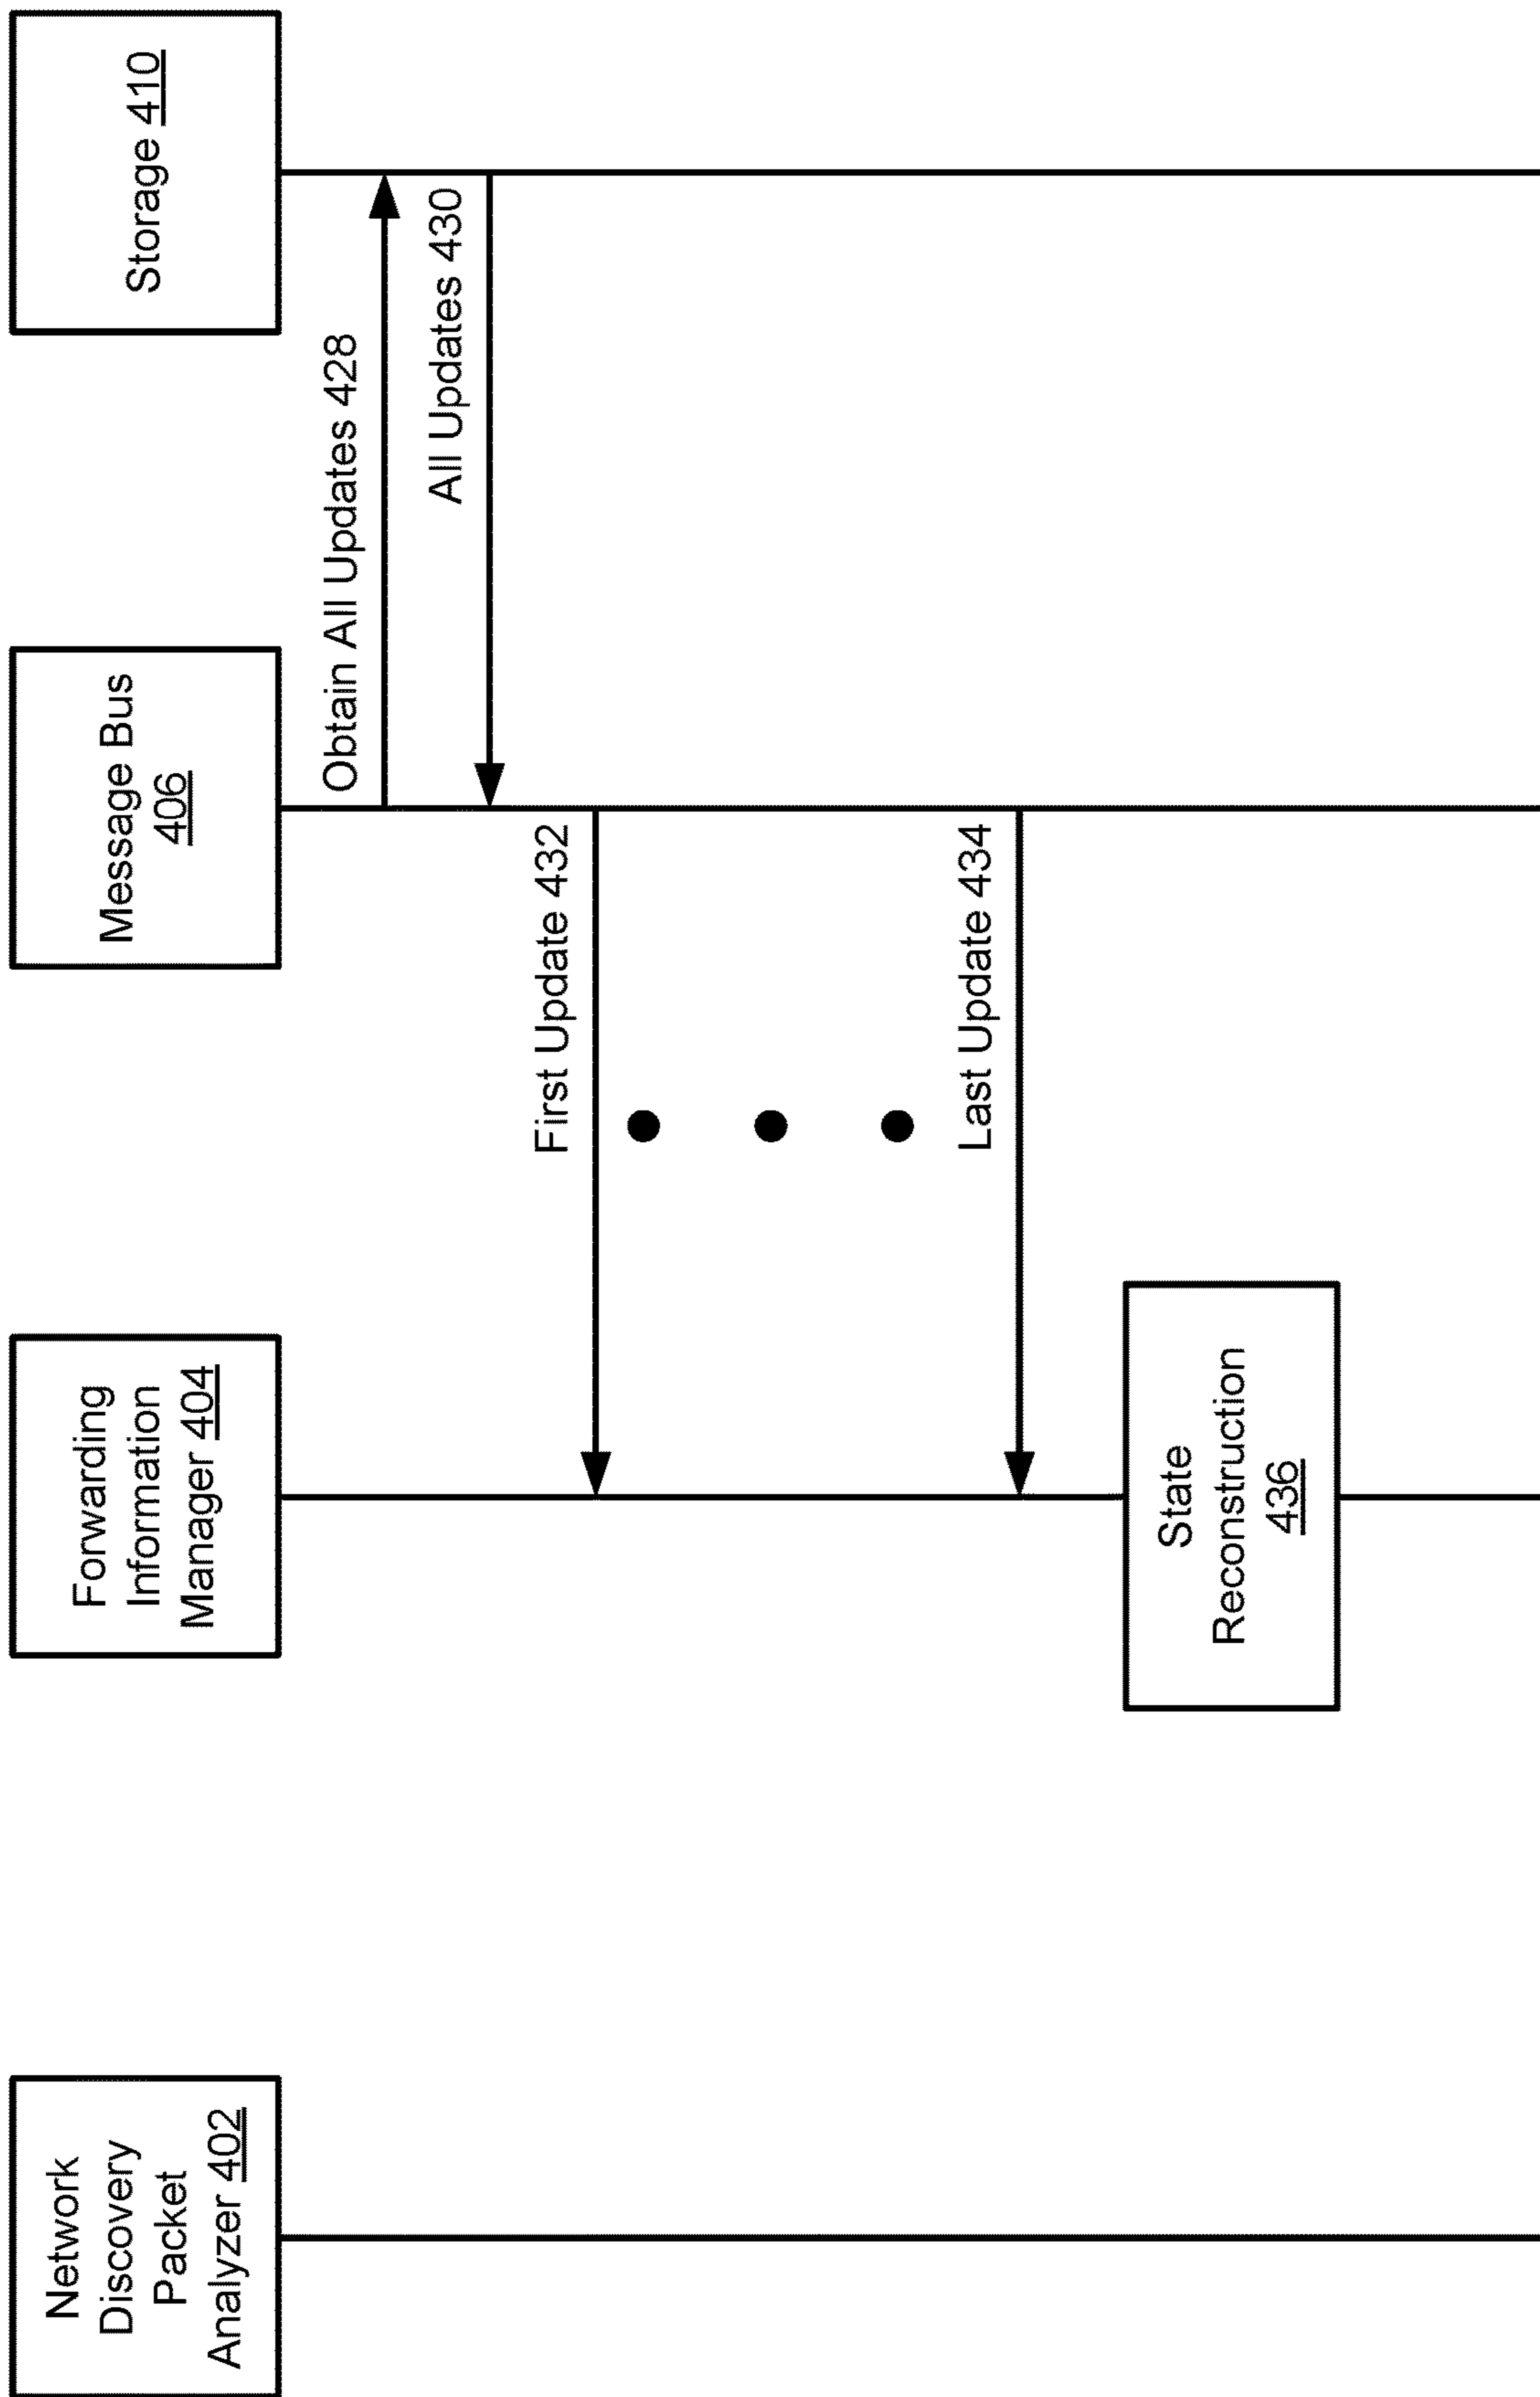 Network
Discovery
Packet
Analyzer 402
Forwarding
Information
Manager 404
Message Bus
406
Storage 410
Obtain All Updates 428
All Updates 430
First Update 432
Last Update 434
State
Reconstruction
436